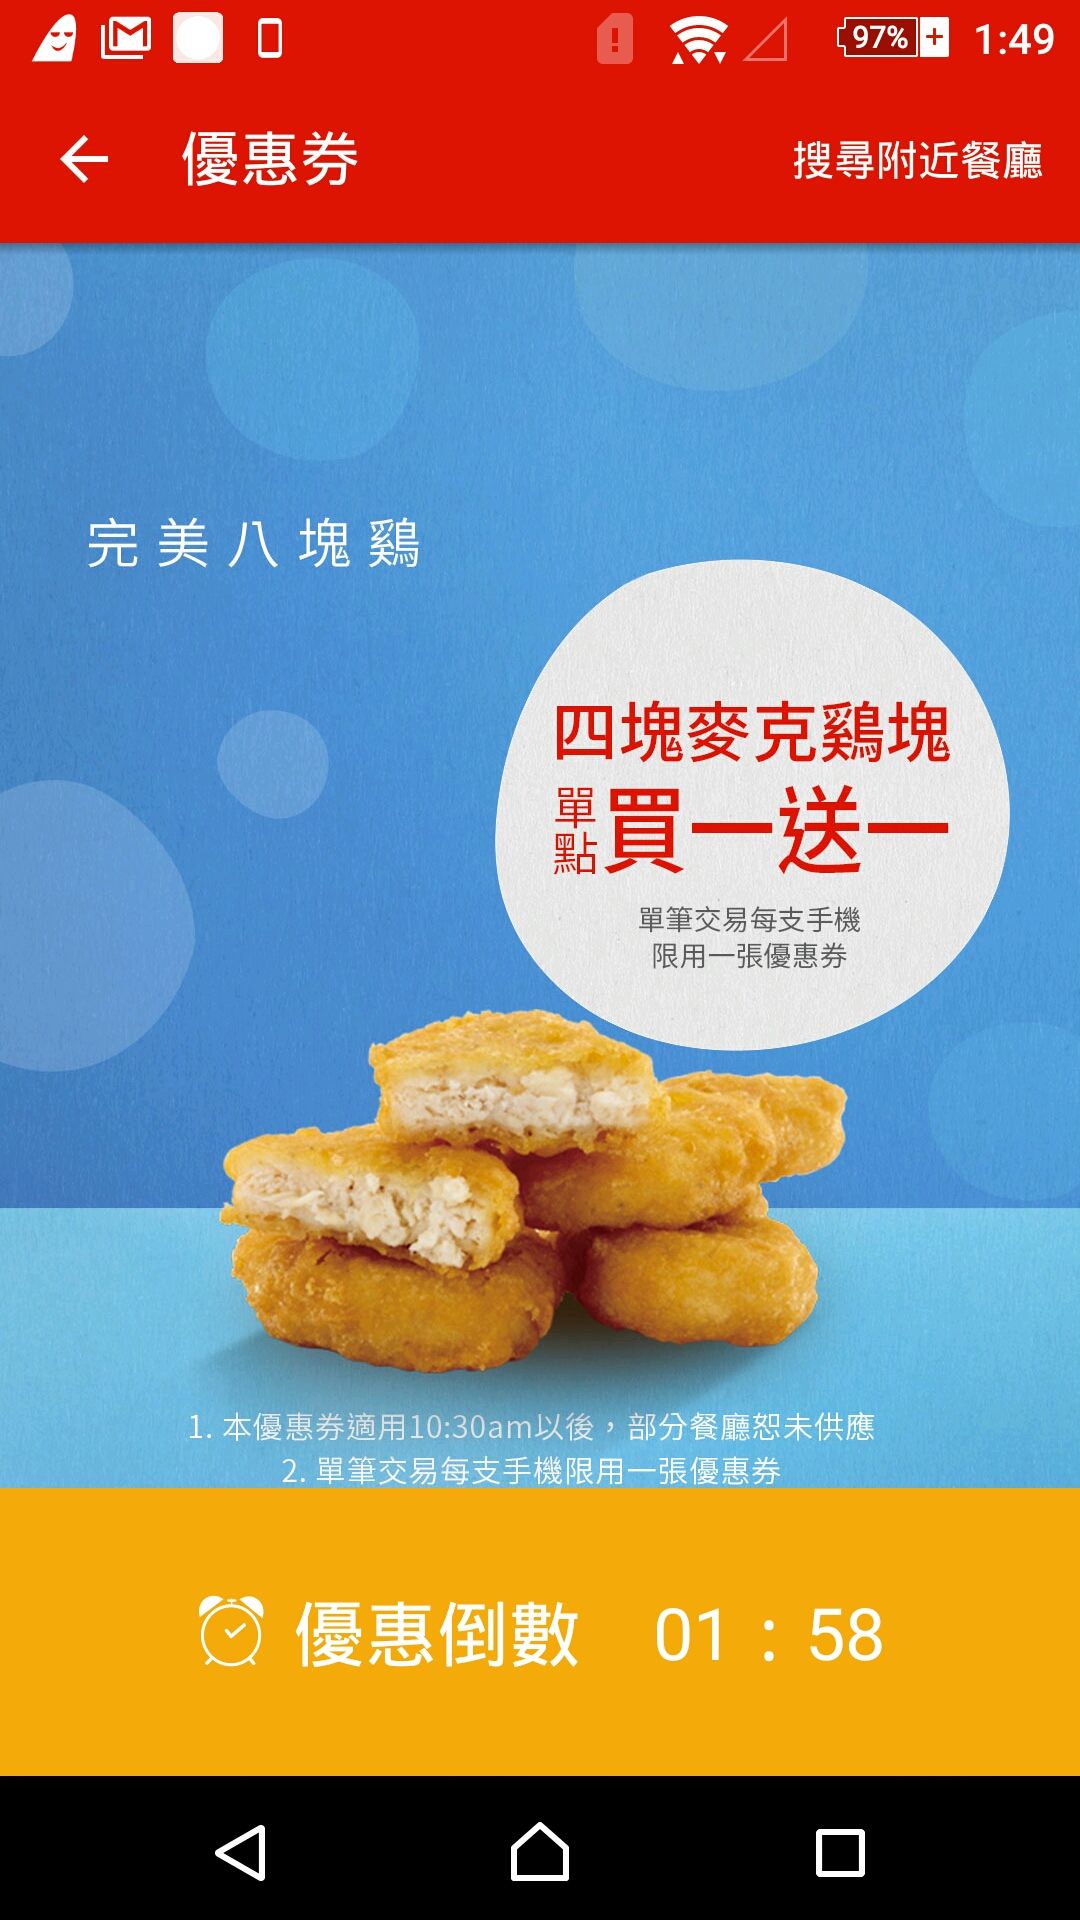 97%
1:49
優惠券
搜尋附近餐廳
完美八塊鷄
四塊麥克鷄塊
單點
買一送一
單筆交易每支手機
限用一張優惠券
1. 本優惠券適用10:30am以後，部分餐廳恕未供應
2. 單筆交易每支手機限用一張優惠券
優惠倒數 01 : 58